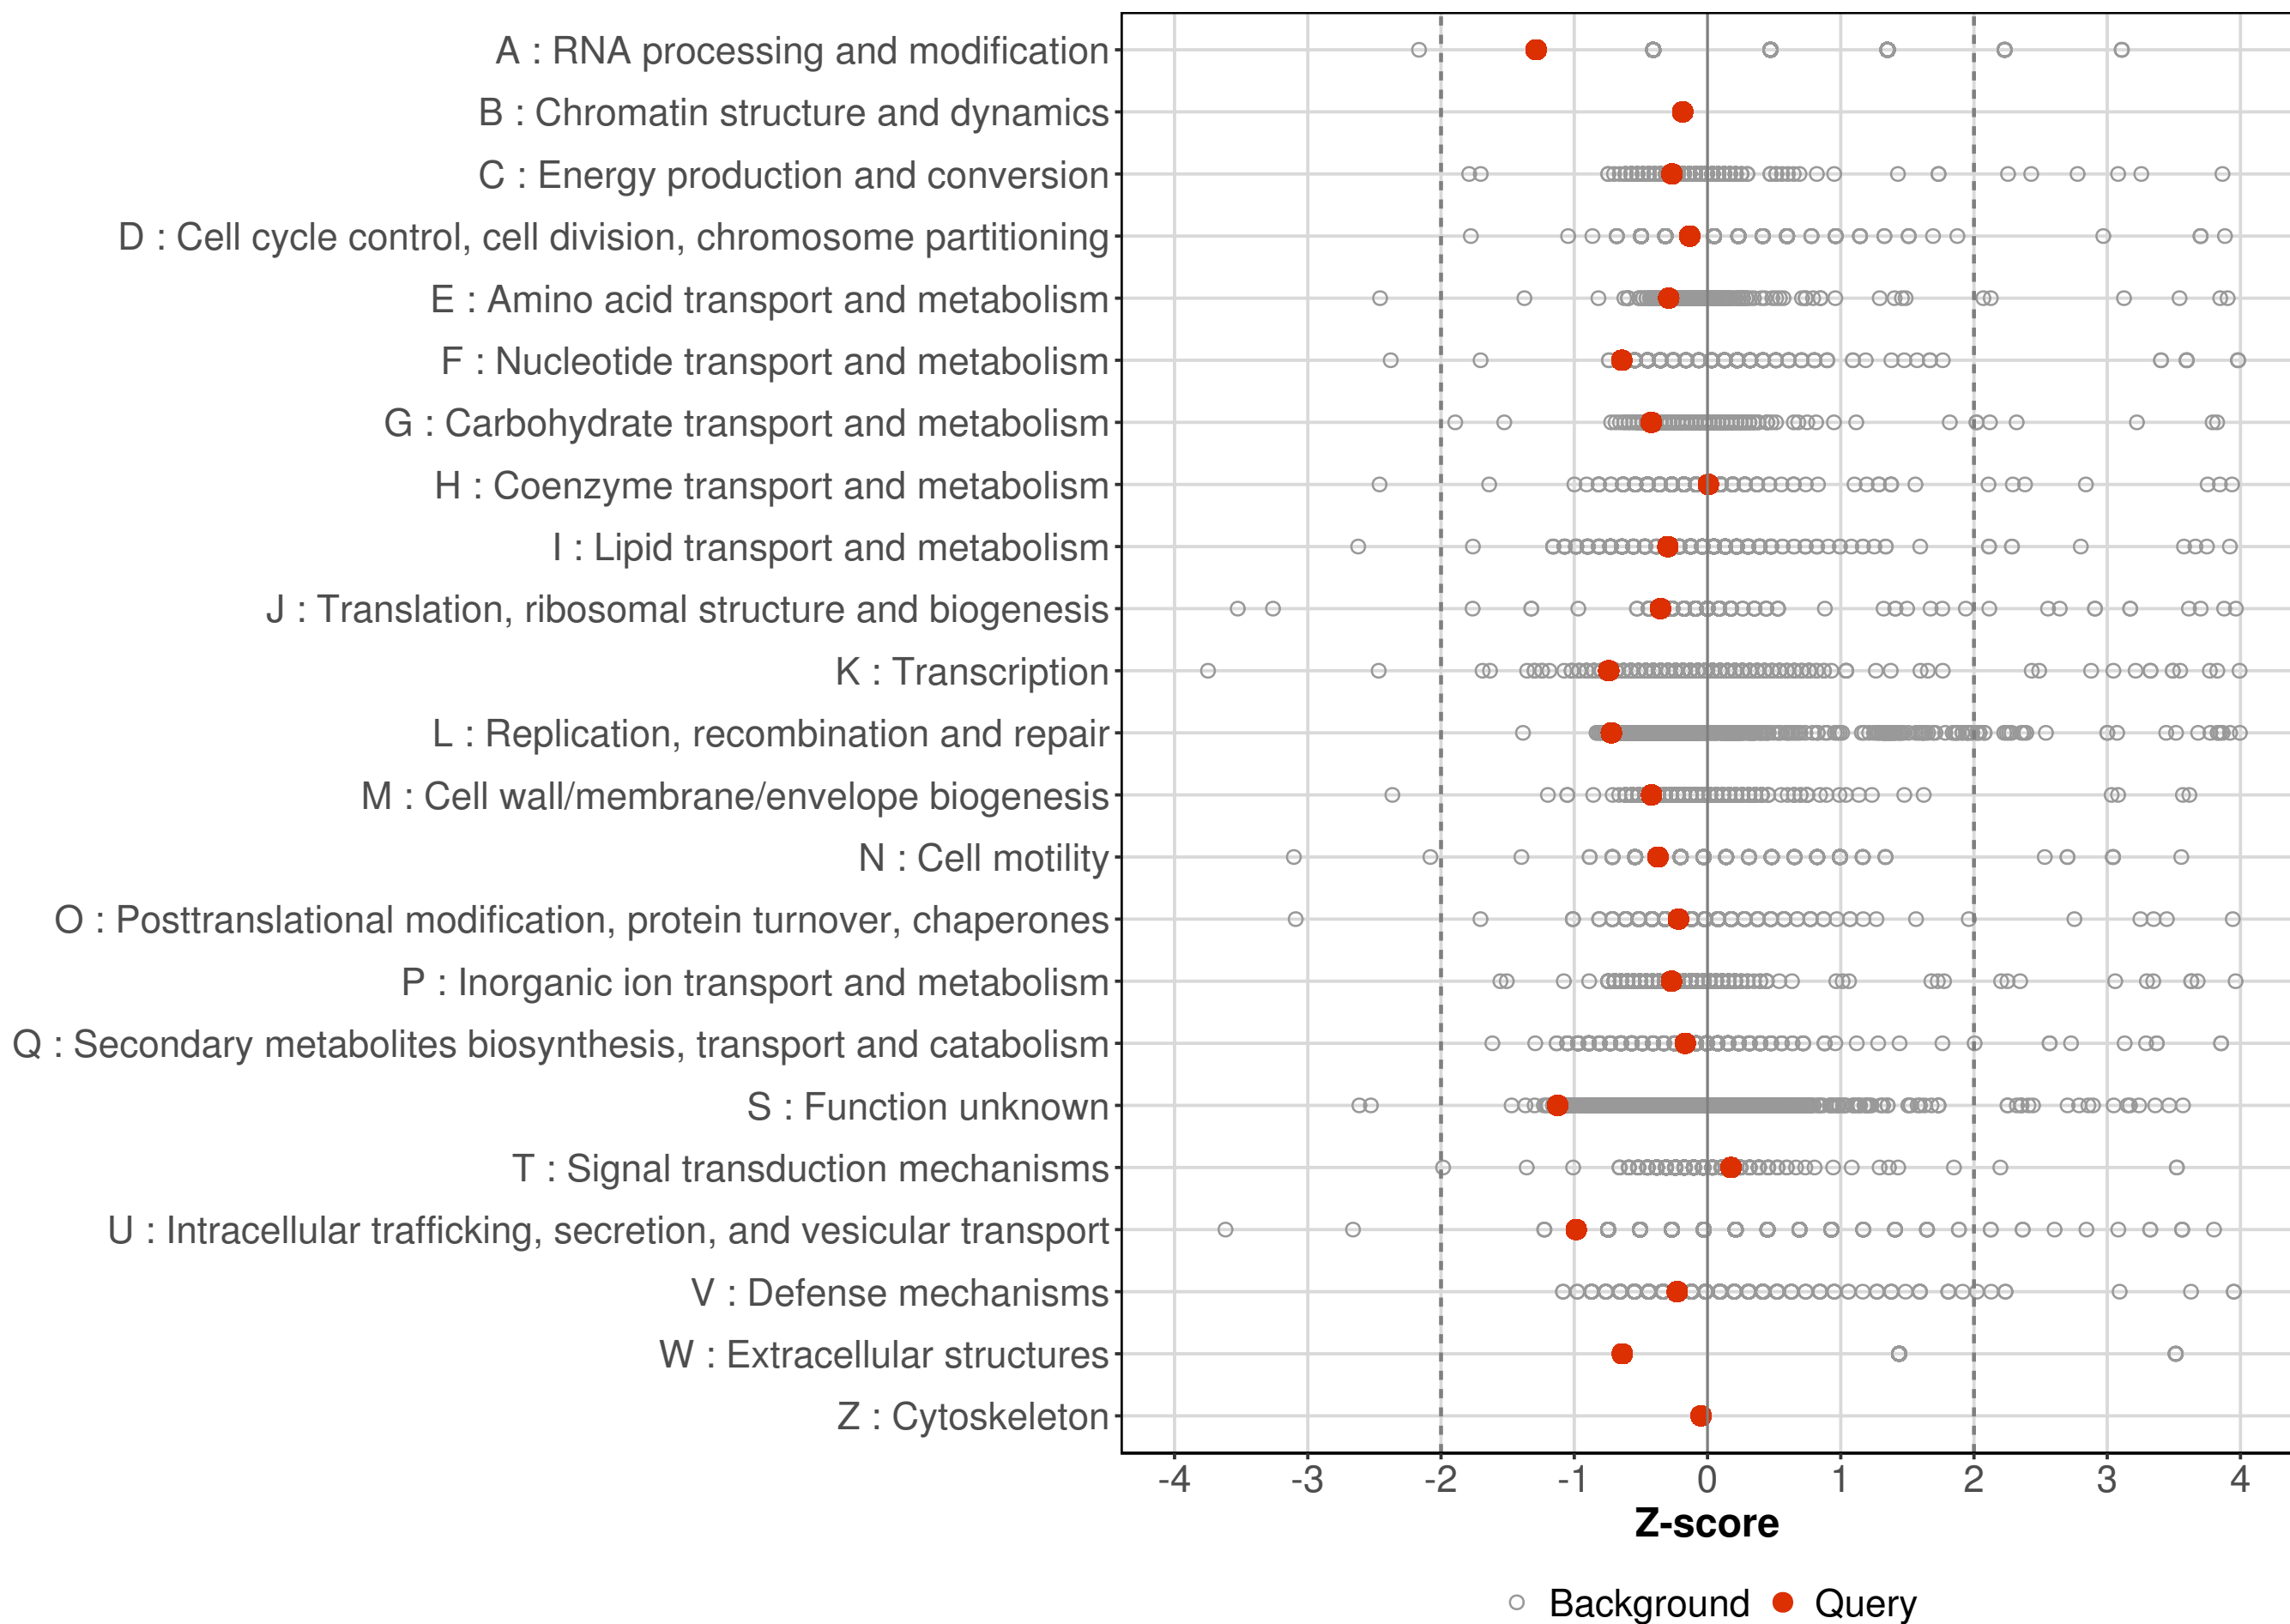 A : RNA processing and modification
B : Chromatin structure and dynamics
C : Energy production and conversion
D : Cell cycle control, cell division, chromosome partitioning
E : Amino acid transport and metabolism
F : Nucleotide transport and metabolism
G : Carbohydrate transport and metabolism
H : Coenzyme transport and metabolism
I : Lipid transport and metabolism
J : Translation, ribosomal structure and biogenesis
K : Transcription
L : Replication, recombination and repair
M : Cell wall/membrane/envelope biogenesis
N : Cell motility
O : Posttranslational modification, protein turnover, chaperones
P : Inorganic ion transport and metabolism
Q : Secondary metabolites biosynthesis, transport and catabolism
S : Function unknown
T : Signal transduction mechanisms
U : Intracellular trafficking, secretion, and vesicular transport
V : Defense mechanisms
W : Extracellular structures
Z : Cytoskeleton
-4 -3 -2 -1 0 1 2 3 4
Z-score
Background Query